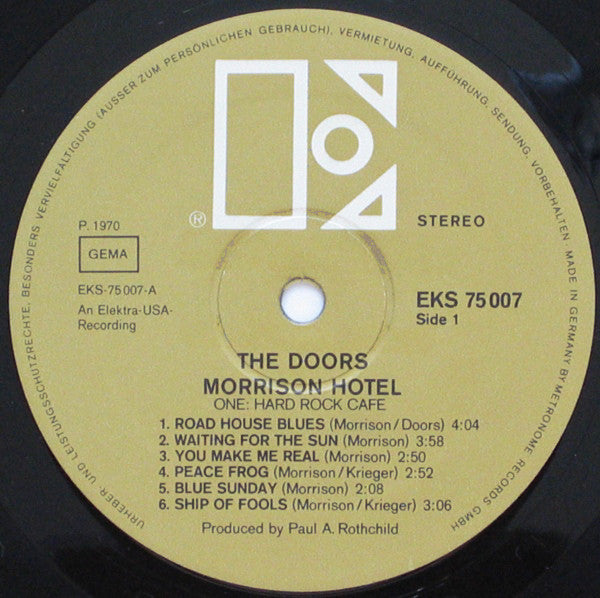 URHEBER- UND LEISTUNGSSCHUTZRECHTE, BESONDERS VERVIELFÄLTIGUNG (AUSSER ZUM PERSÖNLICHEN GEBRAUCH), VERMIETUNG, AUFFÜHRUNG, SENDUNG, VORBEHALTEN · MADE IN GERMANY BY METRONOME RECORDS GMBH
®
STEREO
P. 1970
GEMA
EKS-75 007-A
An Elektra-USA-
Recording
EKS 75 007
Side 1
THE DOORS
MORRISON HOTEL
ONE: HARD ROCK CAFE
1. ROAD HOUSE BLUES (Morrison/Doors) 4:04
2. WAITING FOR THE SUN (Morrison) 3:58
3. YOU MAKE ME REAL (Morrison) 2:50
4. PEACE FROG (Morrison/Krieger) 2:52
5. BLUE SUNDAY (Morrison) 2:08
6. SHIP OF FOOLS (Morrison/Krieger) 3:06
Produced by Paul A. Rothchild